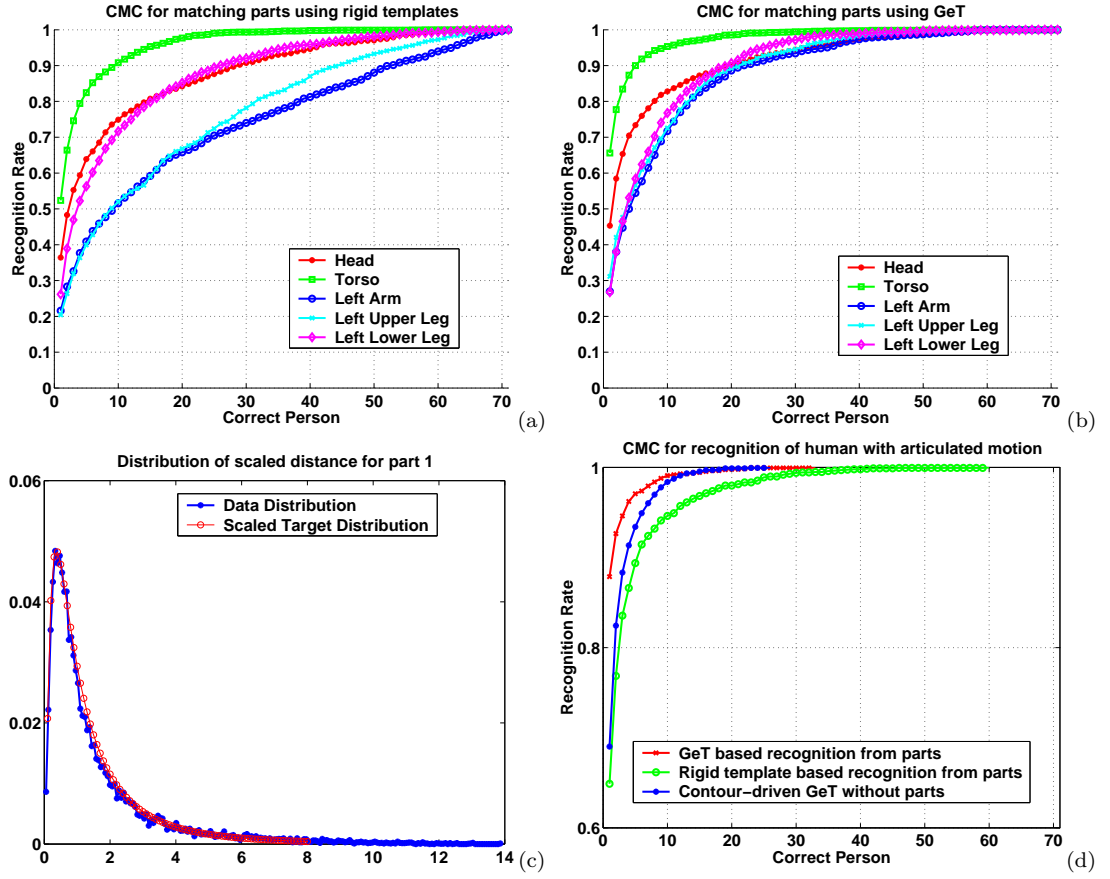 CMC for matching parts using rigid templates
1
0.9
0.8
0.7
0.6
0.5
0.4
0.3
0.2
0.1
0
Recognition Rate
Head
Torso
Left Arm
Left Upper Leg
Left Lower Leg
0 10 20 30 40 50 60 70
Correct Person
(a)
CMC for matching parts using GeT
1
0.9
0.8
0.7
0.6
0.5
0.4
0.3
0.2
0.1
0
Recognition Rate
Head
Torso
Left Arm
Left Upper Leg
Left Lower Leg
0 10 20 30 40 50 60 70
Correct Person
(b)
Distribution of scaled distance for part 1
0.06
0.04
0.02
0
Data Distribution
Scaled Target Distribution
0 2 4 6 8 10 12 14
(c)
CMC for recognition of human with articulated motion
1
0.8
0.6
Recognition Rate
GeT based recognition from parts
Rigid template based recognition from parts
Contour−driven GeT without parts
0 10 20 30 40 50 60 70
Correct Person
(d)